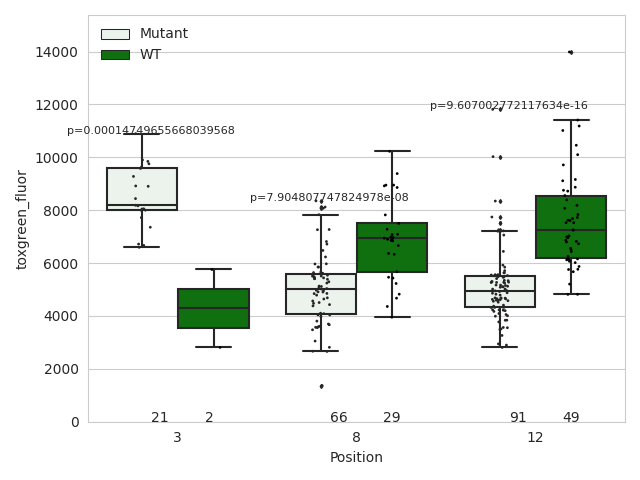 Mutant
WT
14000
12000
10000
8000
6000
4000
2000
0
toxgreen_fluor
p=0.00014749655668039568
p=7.904807747824978e-08
p=9.607002772117634e-16
21 2 66 29 91 49
3 8 12
Position